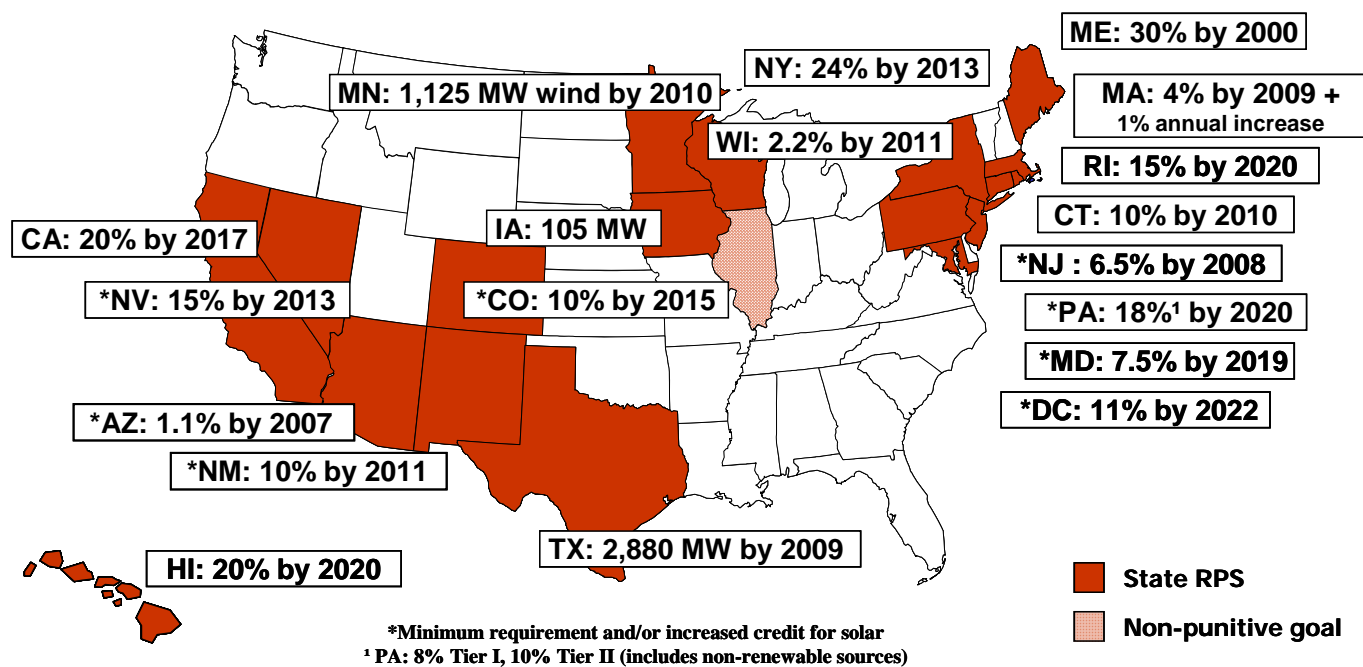 ME: 30% by 2000
NY: 24% by 2013
MN: 1,125 MW wind by 2010
MA: 4% by 2009 +
1% annual increase
WI: 2.2% by 2011
RI: 15% by 2020
CT: 10% by 2010
IA: 105 MW
CA: 20% by 2017
*NJ : 6.5% by 2008
*NV: 15% by 2013
*CO: 10% by 2015
*PA: 18%¹ by 2020
*MD: 7.5% by 2019
*DC: 11% by 2022
*AZ: 1.1% by 2007
*NM: 10% by 2011
TX: 2,880 MW by 2009
HI: 20% by 2020
State RPS
Non-punitive goal
*Minimum requirement and/or increased credit for solar
¹ PA: 8% Tier I, 10% Tier II (includes non-renewable sources)